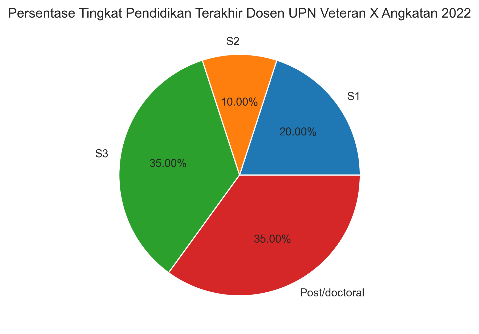 Persentase Tingkat Pendidikan Terakhir Dosen UPN Veteran X Angkatan 2022
S2
S1
10.00%
20.00%
S3
35.00%
35.00%
Post/doctoral